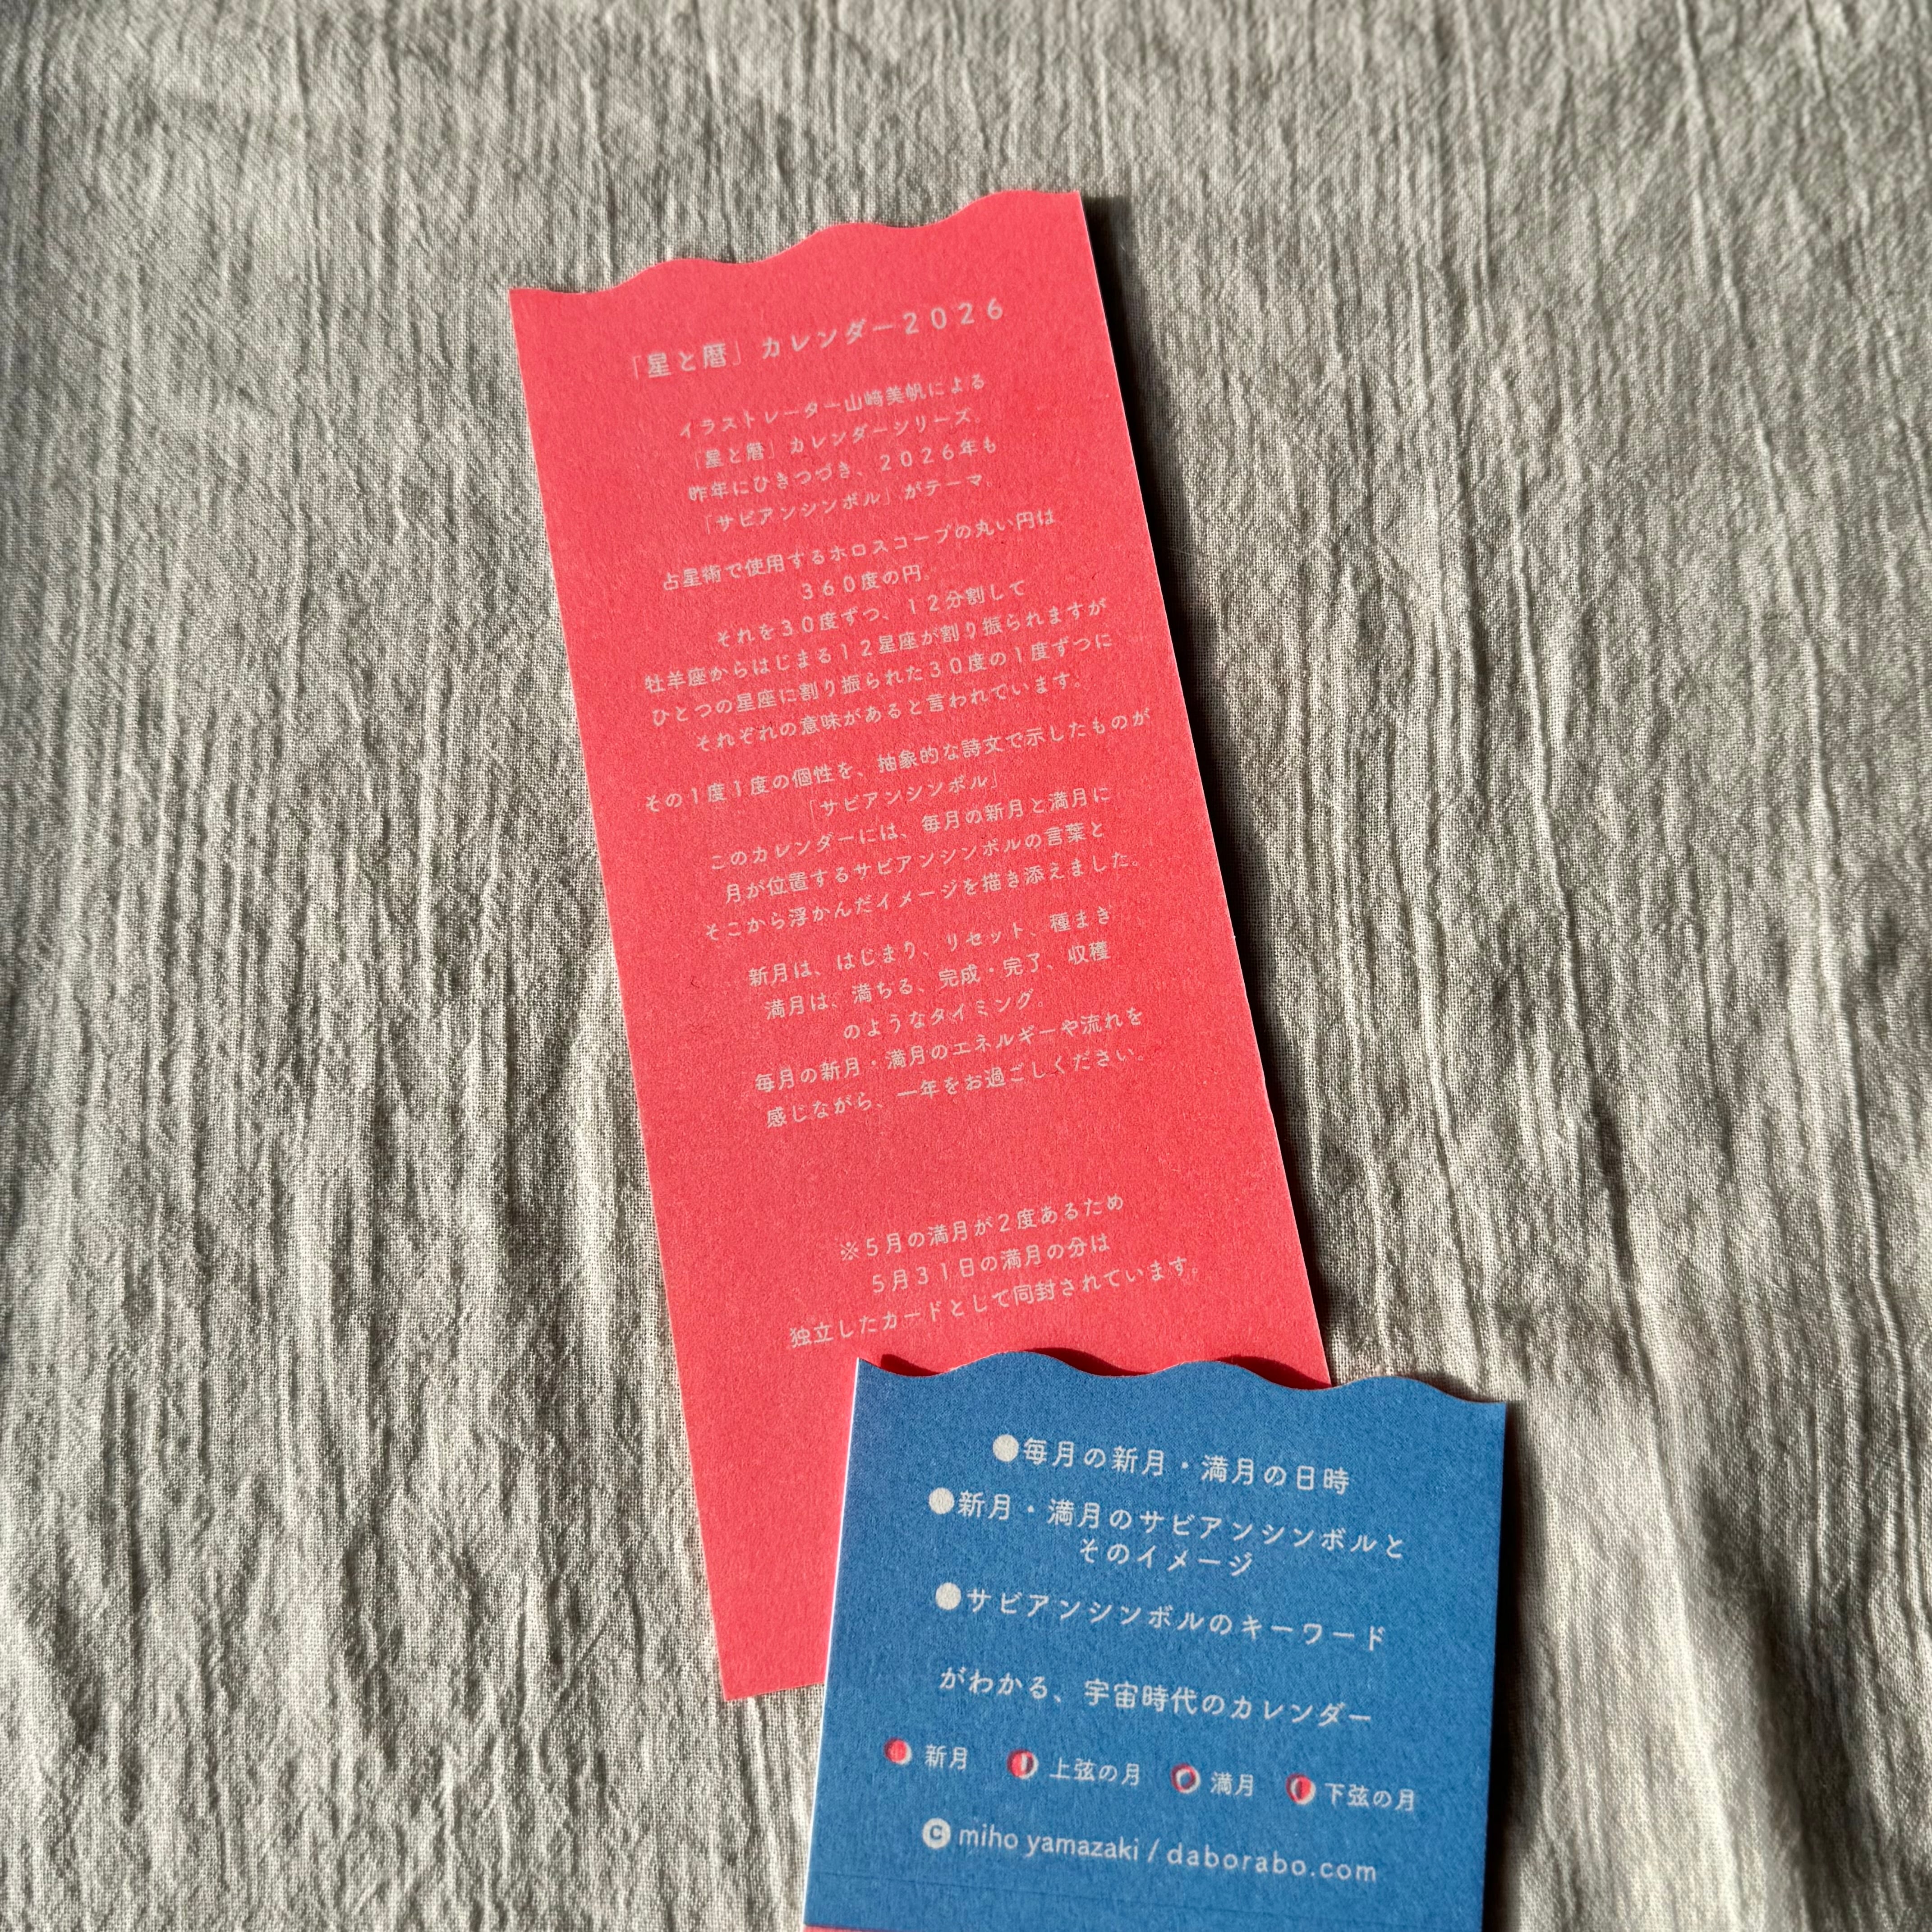 「星と暦」カレンダー2026
イラストレーター山﨑美帆による
「星と暦」カレンダーシリーズ。
昨年にひきつづき、2026年も
「サビアンシンボル」がテーマ。
占星術で使用するホロスコープの丸い円は
360度の円。
それを30度ずつ、12分割して
牡羊座からはじまる12星座が割り振られますが
ひとつの星座に割り振られた30度の1度ずつに
それぞれの意味があると言われています。
その1度1度の個性を、抽象的な詩文で示したものが
「サビアンシンボル」
このカレンダーには、毎月の新月と満月に
月が位置するサビアンシンボルの言葉と
そこから浮かんだイメージを描き添えました。
新月は、はじまり、リセット、種まき
満月は、満ちる、完成・完了、収穫
のようなタイミング。
毎月の新月・満月のエネルギーや流れを
感じながら、一年をお過ごしください。
※5月の満月が2度あるため
5月31日の満月の分は
独立したカードとして同封されています。
●毎月の新月・満月の日時
●新月・満月のサビアンシンボルと
そのイメージ
●サビアンシンボルのキーワード
がわかる、宇宙時代のカレンダー
新月 上弦の月 満月 下弦の月
© miho yamazaki / daborabo.com